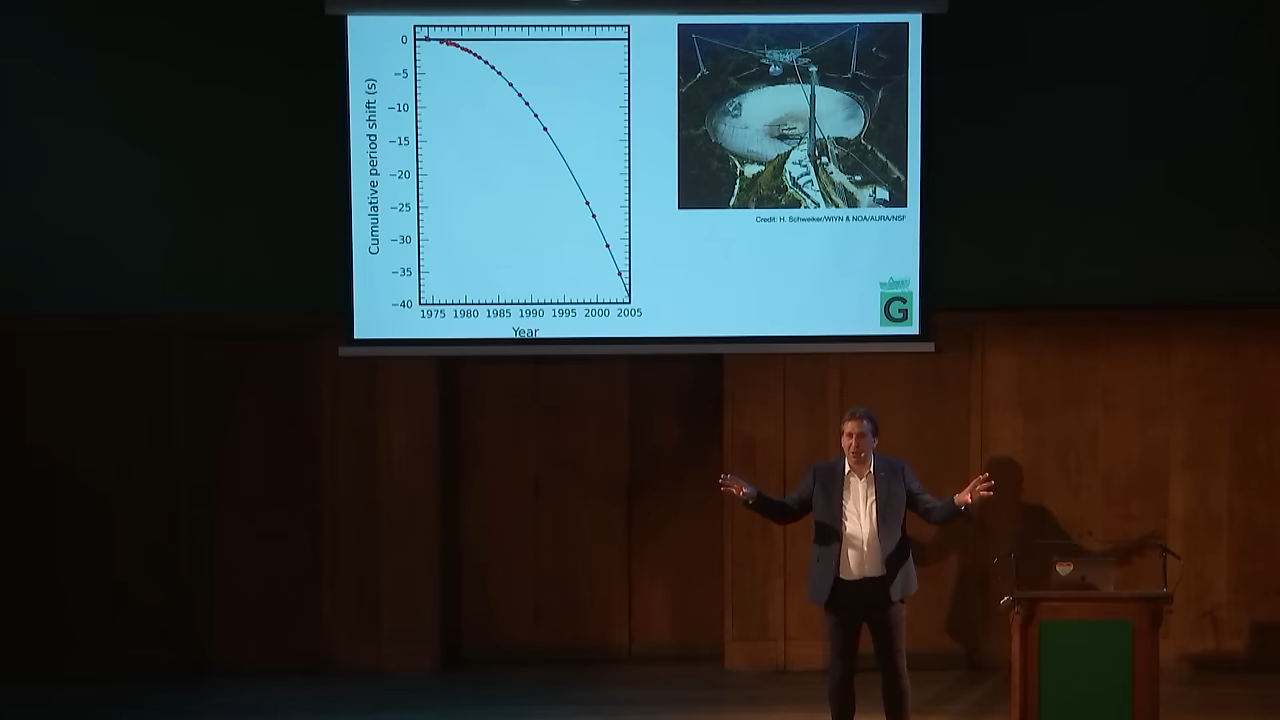 Cumulative period shift (s)
0
−5
−10
−15
−20
−25
−30
−35
−40
1975 1980 1985 1990 1995 2000 2005
Year
Credit: H. Schweiker/WIYN & NOA/AURA/NSF
G